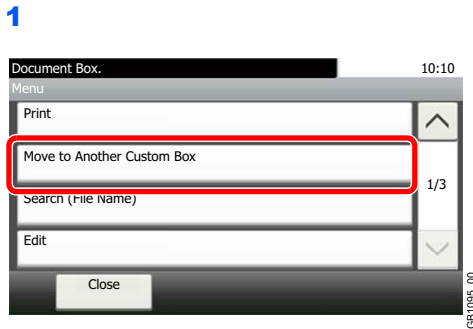 1
Document Box. 10:10
Menu
Print
Move to Another Custom Box
1/3
Search (File Name)
Edit
Close
GB1095_00